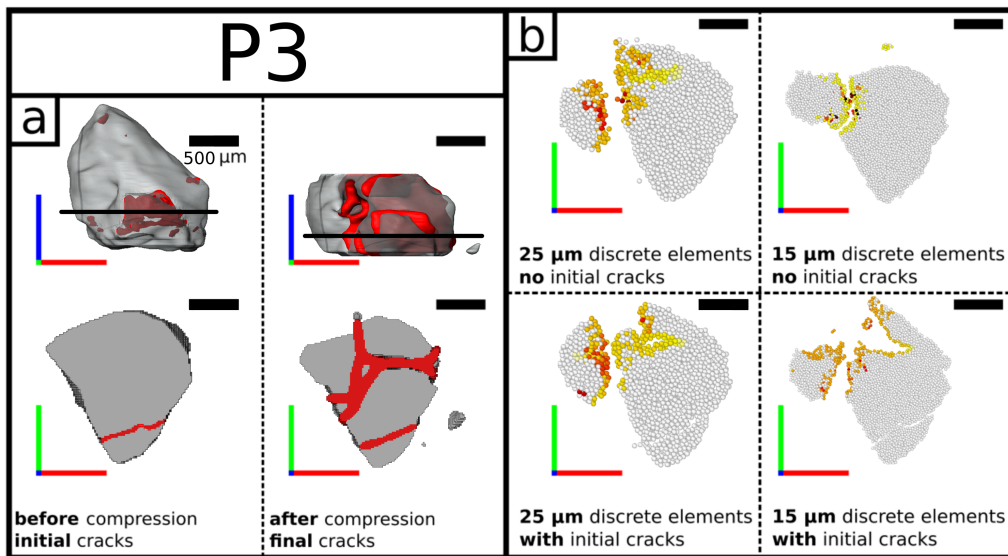 P3
a
500 μm
before compression
initial cracks
after compression
final cracks
b
25 μm discrete elements
no initial cracks
15 μm discrete elements
no initial cracks
25 μm discrete elements
with initial cracks
15 μm discrete elements
with initial cracks